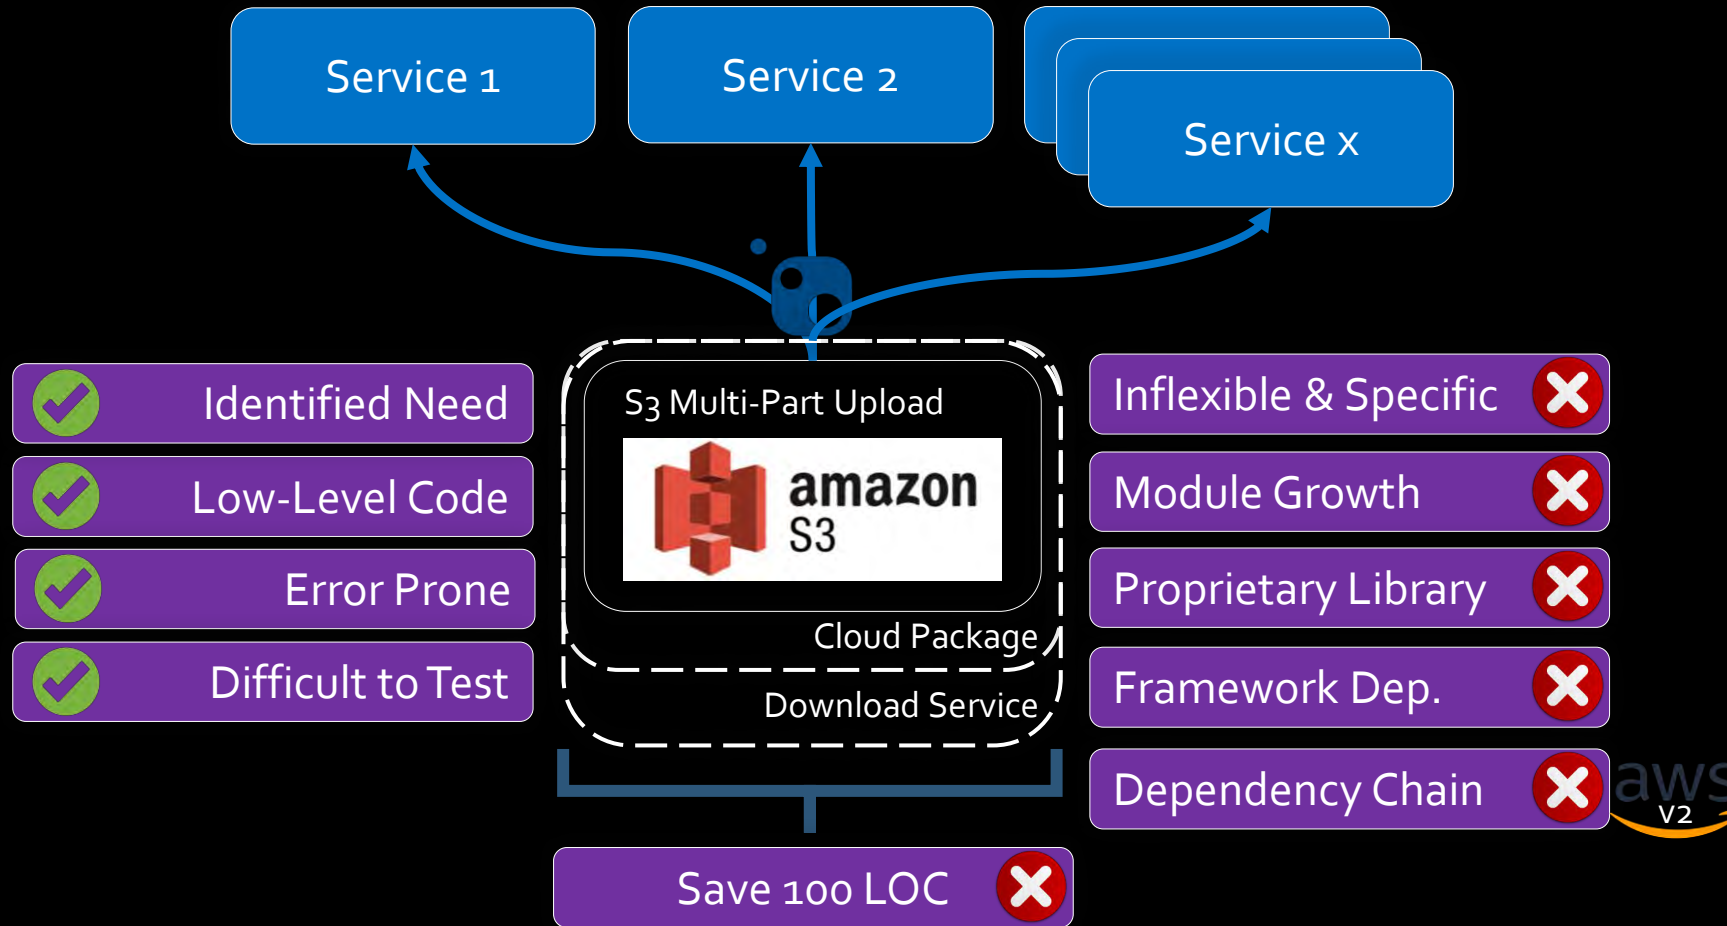 Service 1
Service 2
Service x
Identified Need
Low-Level Code
Error Prone
Difficult to Test
S3 Multi-Part Upload
amazon
S3
Cloud Package
Download Service
Inflexible & Specific
Module Growth
Proprietary Library
Framework Dep.
Dependency Chain
aws
V2
Save 100 LOC